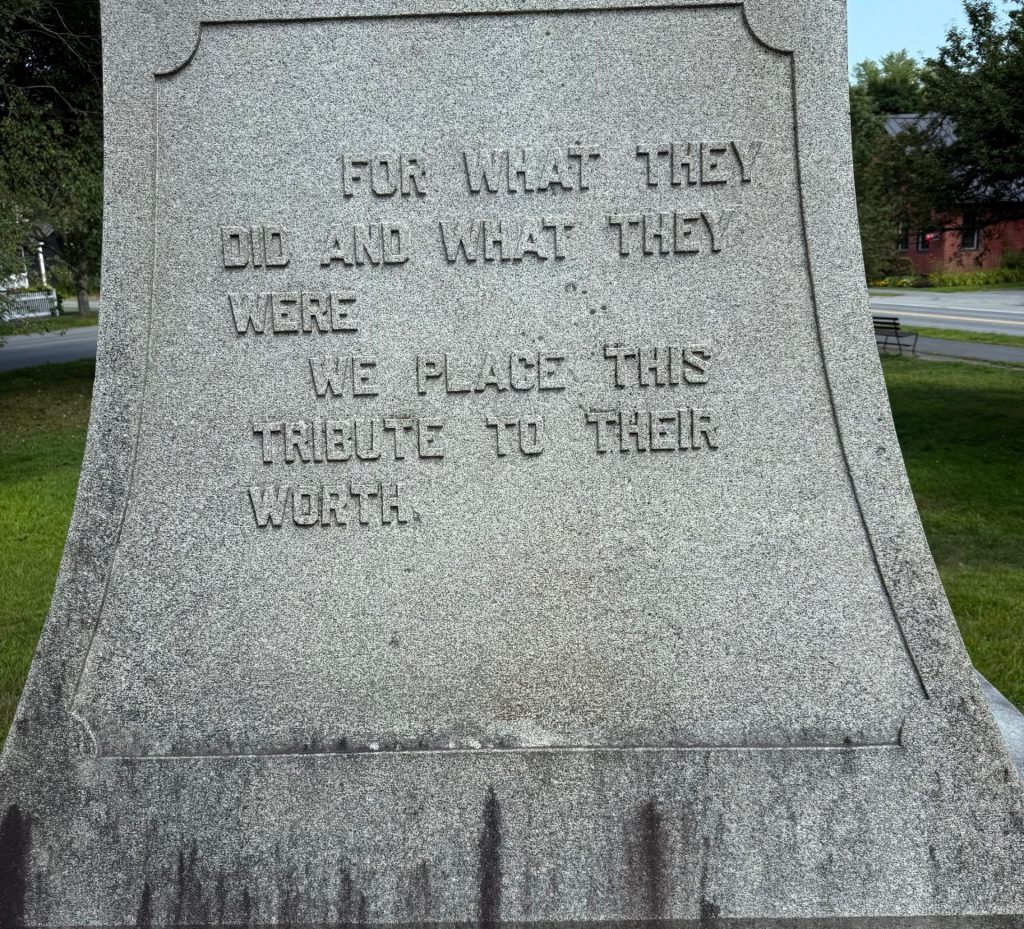 FOR WHAT THEY
DID AND WHAT THEY
WERE
WE PLACE THIS
TRIBUTE TO THEIR
WORTH.